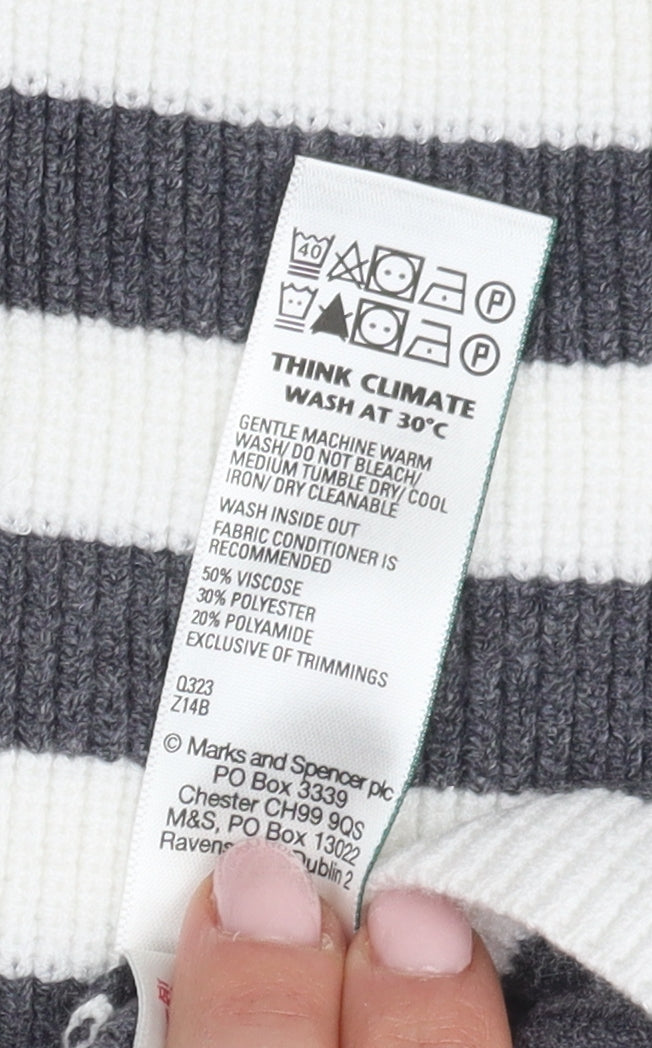 40 P
P
THINK CLIMATE
WASH AT 30°C
GENTLE MACHINE WARM
WASH/ DO NOT BLEACH/
MEDIUM TUMBLE DRY/ COOL
IRON/ DRY CLEANABLE
WASH INSIDE OUT
FABRIC CONDITIONER IS
RECOMMENDED
50% VISCOSE
30% POLYESTER
20% POLYAMIDE
EXCLUSIVE OF TRIMMINGS
Q323
Z14B
© Marks and Spencer plc
PO Box 3339
Chester CH99 9QS
M&S, PO Box 13022
Dublin 2